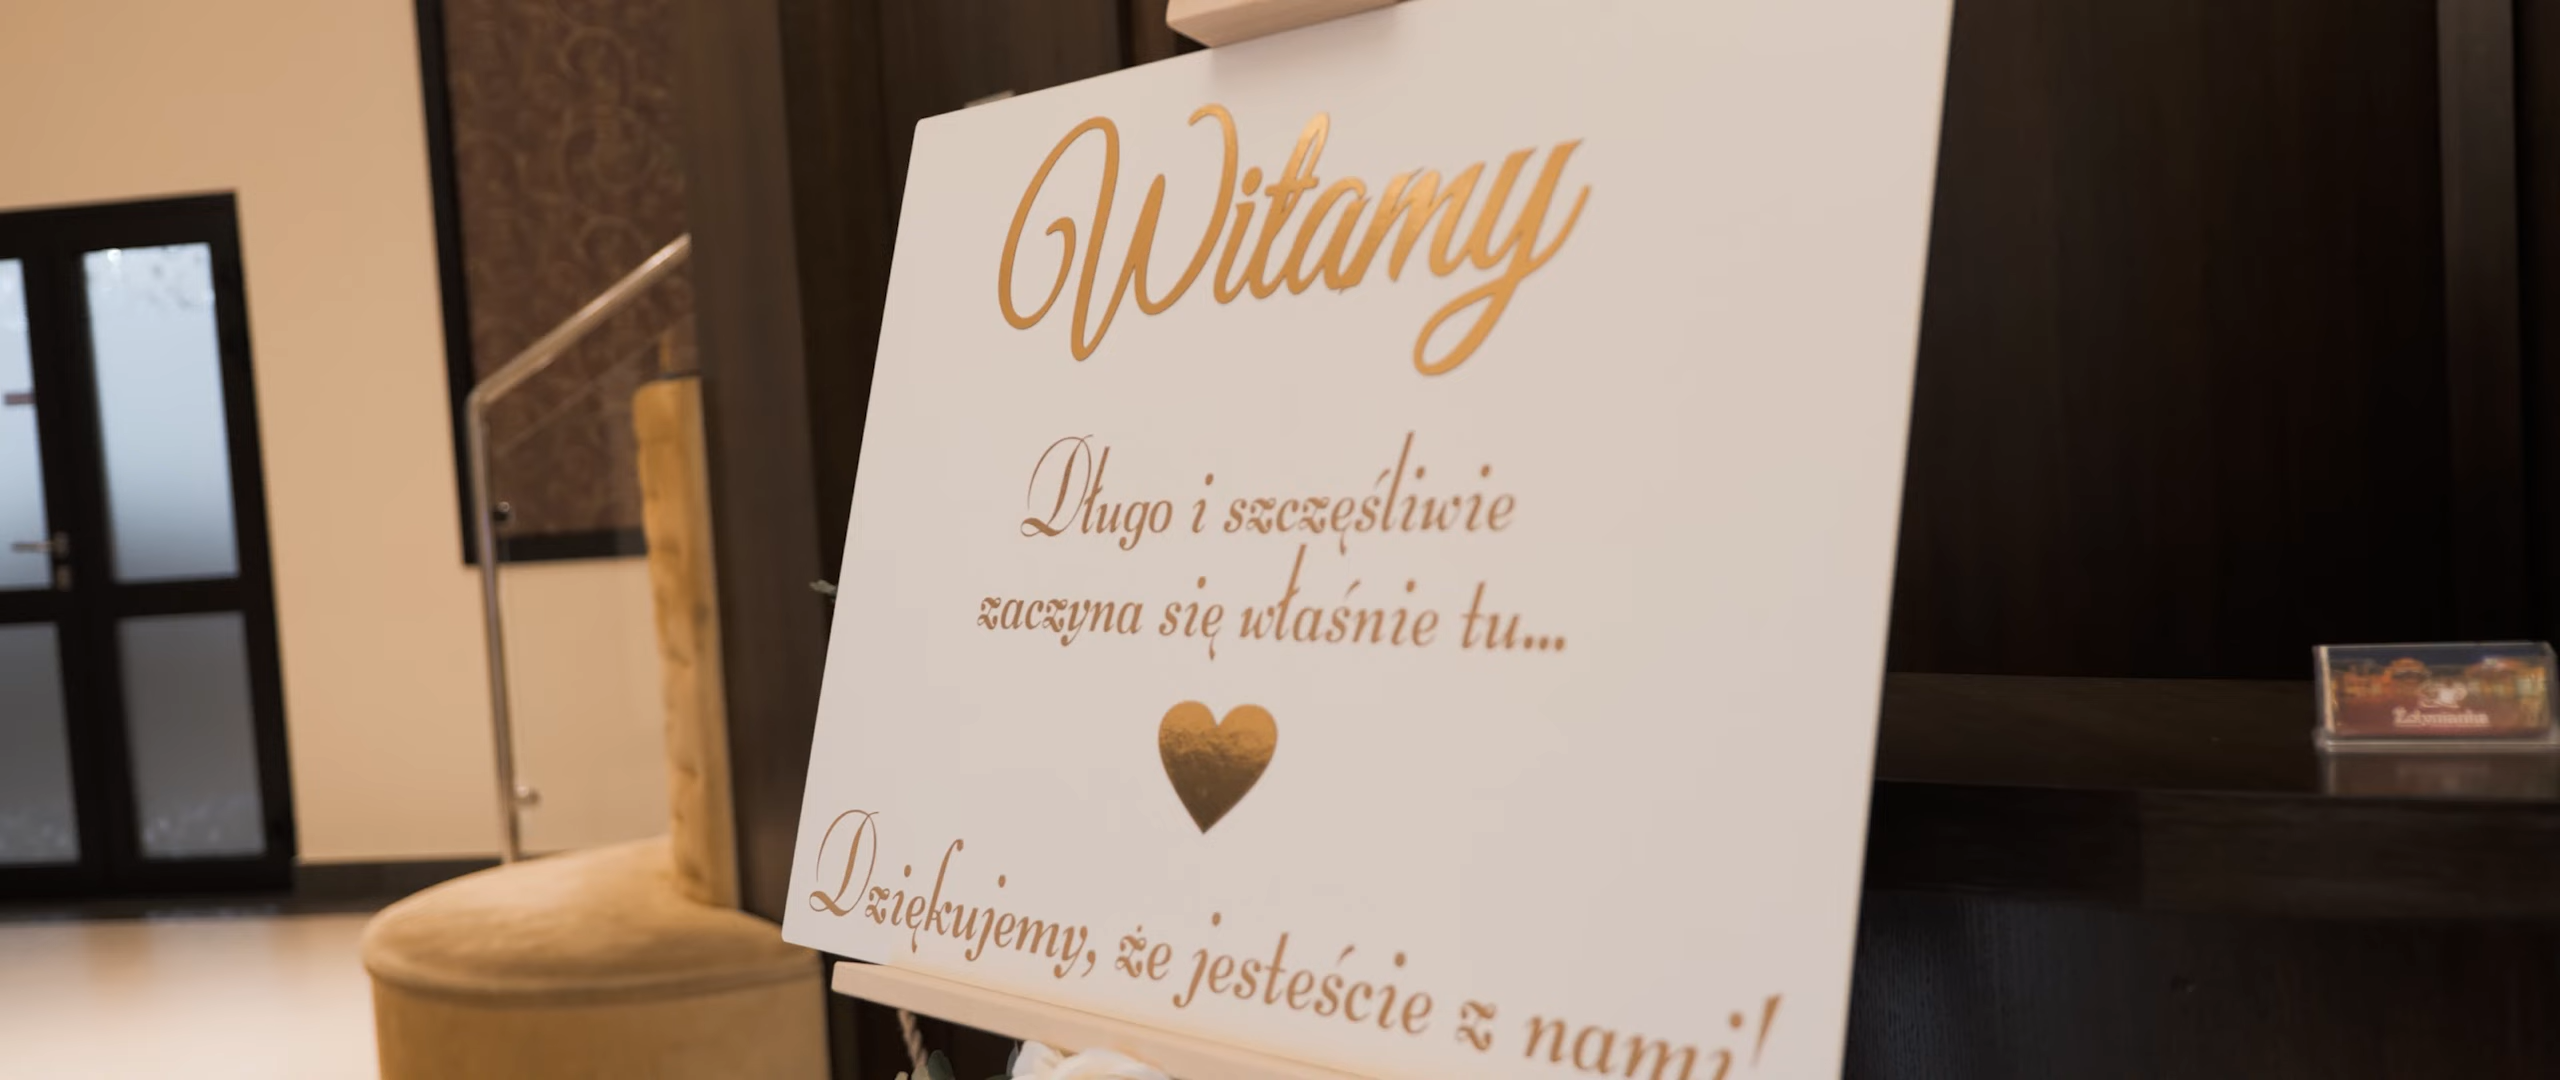 Witamy
Długo i szczęśliwie
zaczyna się właśnie tu...
Dziękujemy, że jesteście z nami!